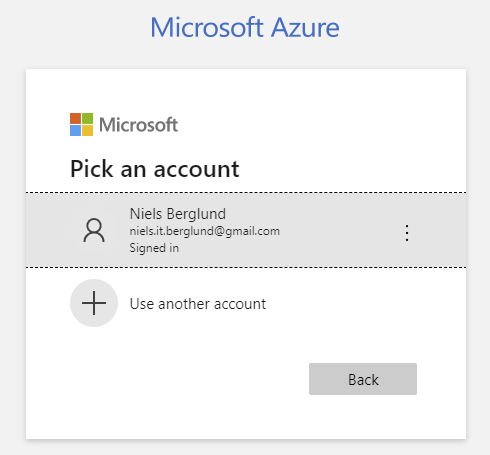 Microsoft Azure
Microsoft
Pick an account
Niels Berglund
niels.it.berglund@gmail.com
Signed in
Use another account
Back